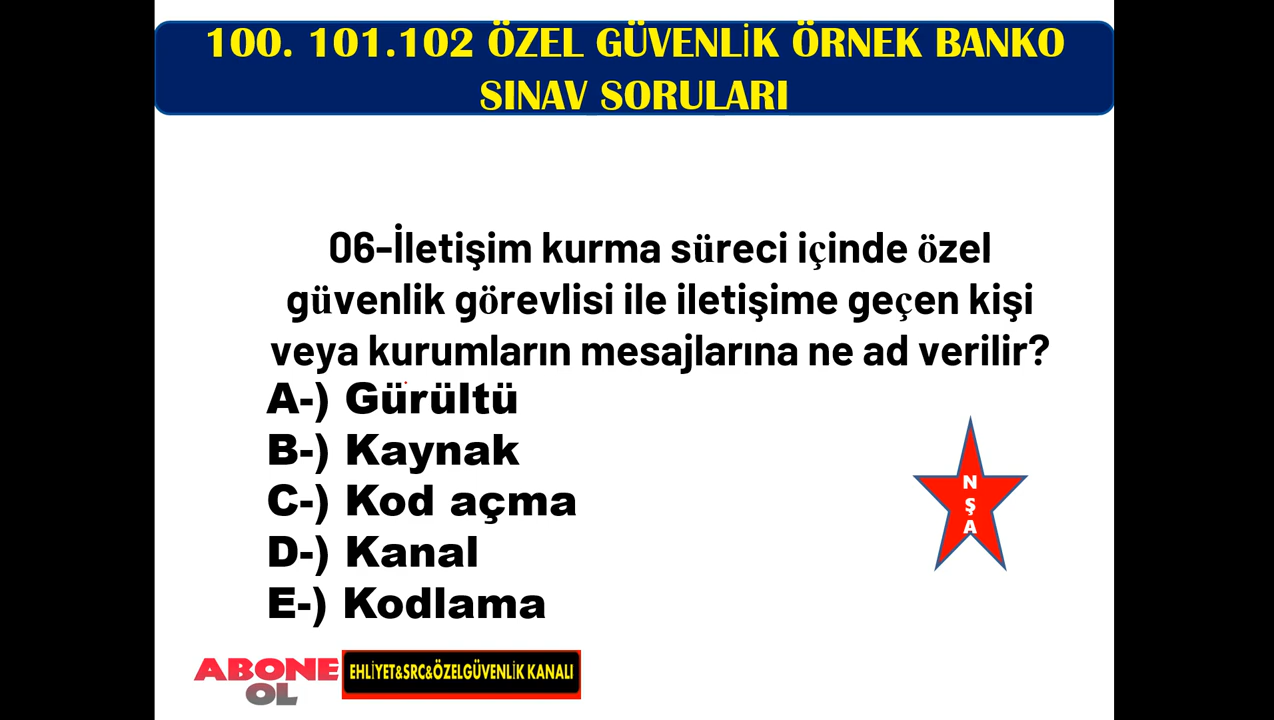 100. 101.102 ÖZEL GÜVENLİK ÖRNEK BANKO
SINAV SORULARI
06-İletişim kurma süreci içinde özel
güvenlik görevlisi ile iletişime geçen kişi
veya kurumların mesajlarına ne ad verilir?
A-) Gürültü
B-) Kaynak
C-) Kod açma
D-) Kanal
E-) Kodlama
N
Ş
A
ABONE
OL
EHLİYET&SRC&ÖZELGÜVENLİK KANALI